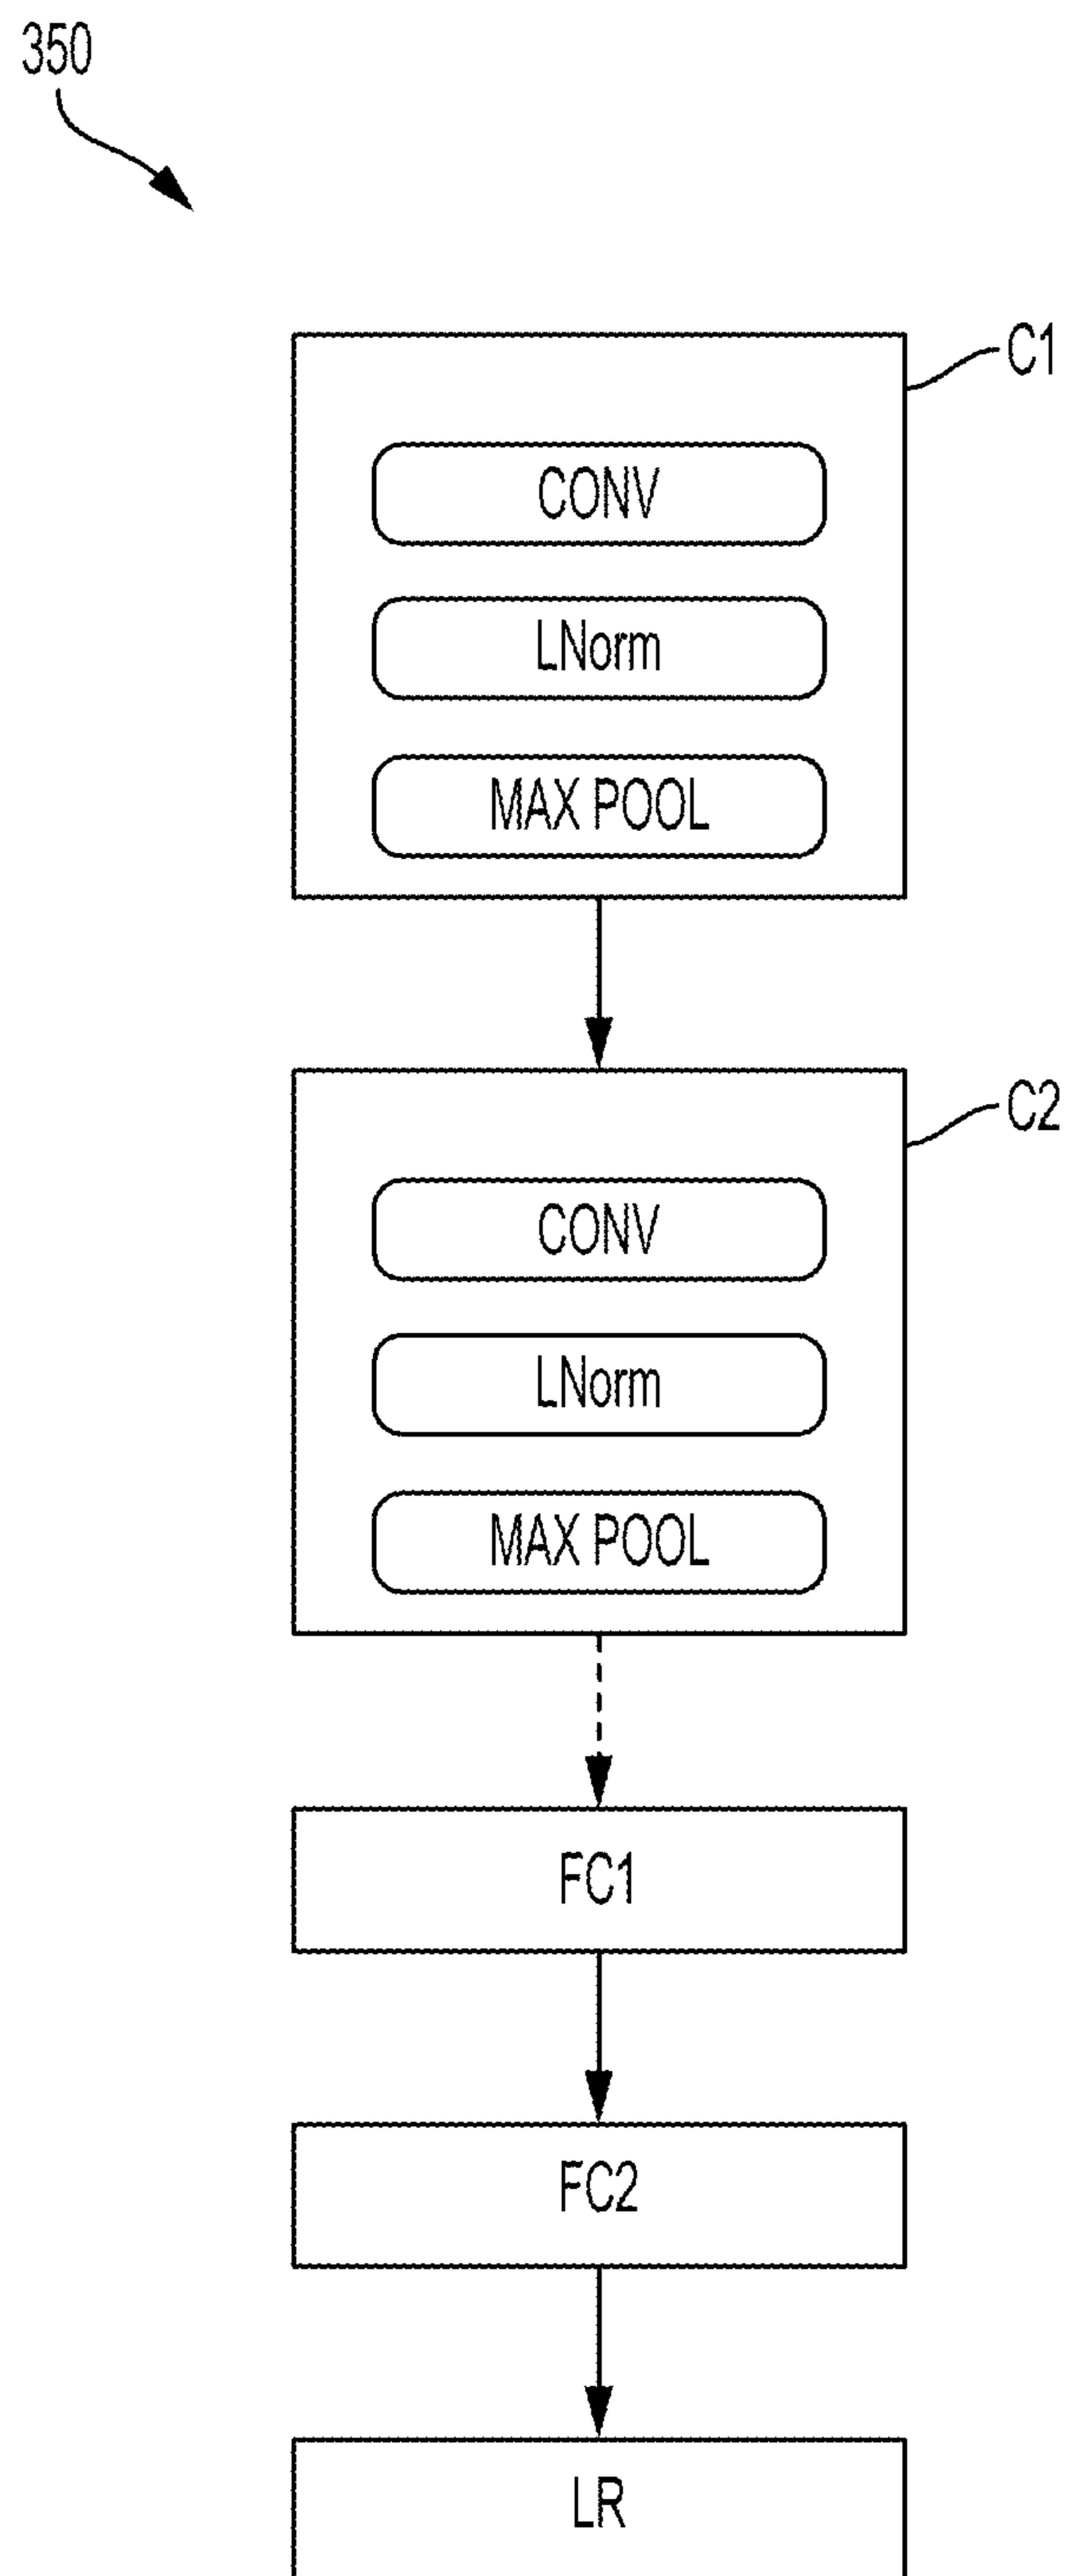 350
C1
CONV
LNorm
MAX POOL
C2
CONV
LNorm
MAX POOL
FC1
FC2
LR